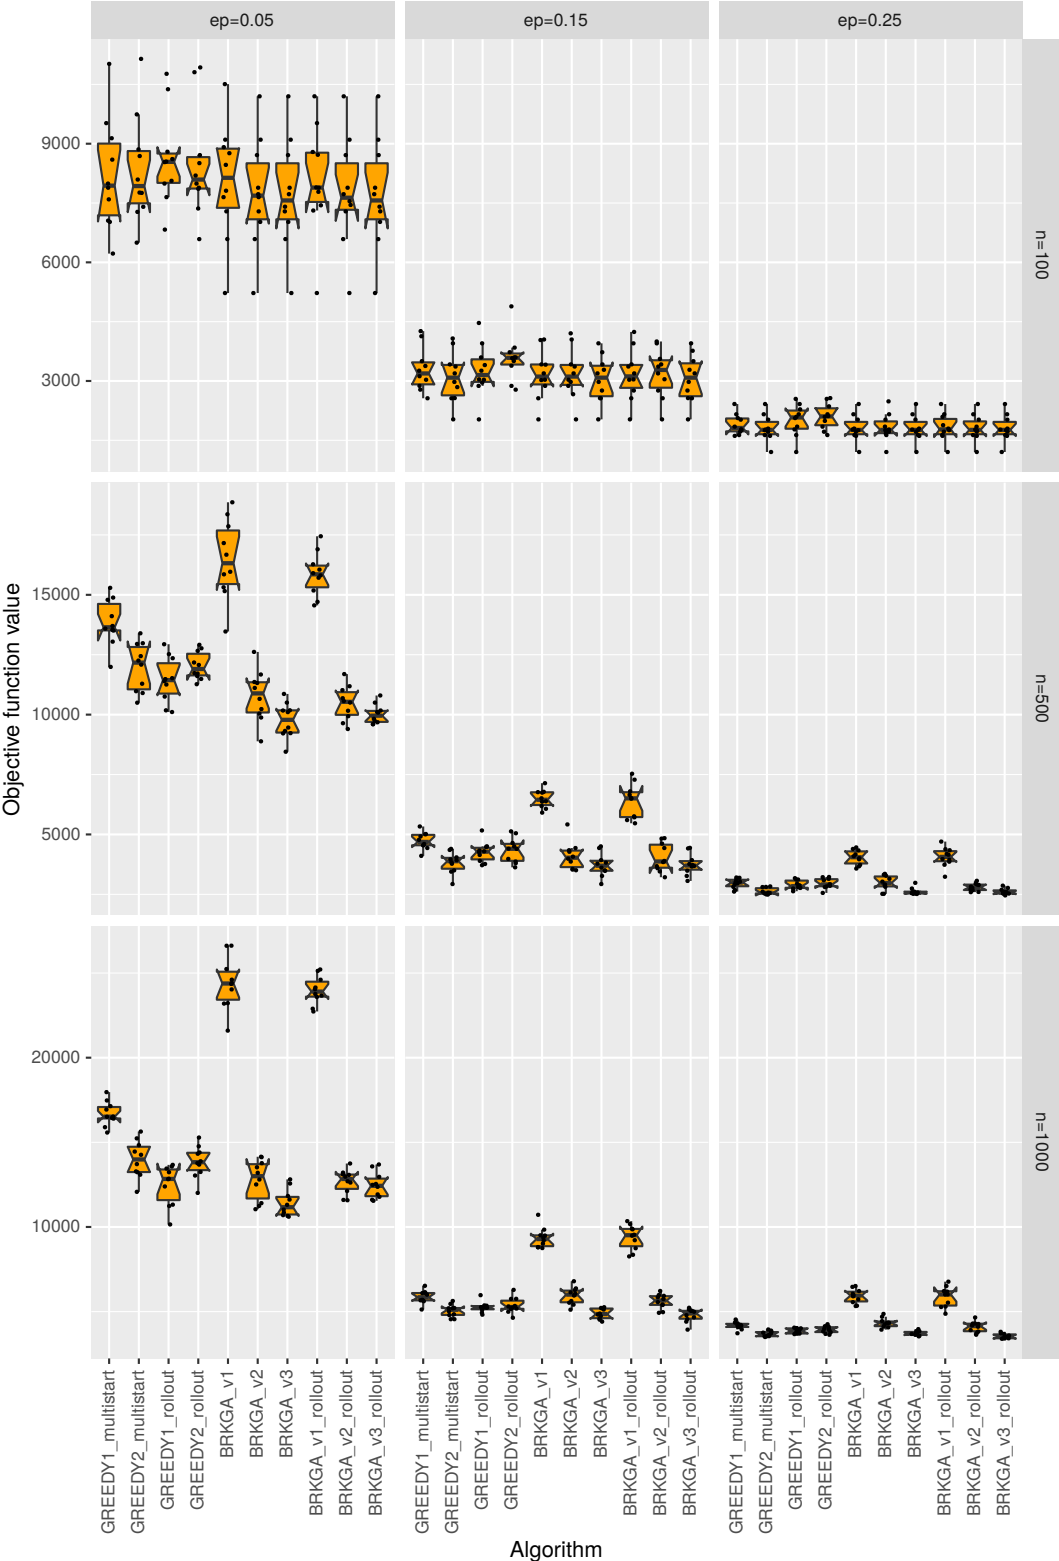 ep=0.05
ep=0.15
ep=0.25
9000
6000
3000
n=100
15000
10000
5000
n=500
20000
10000
n=1000
Objective function value
GREEDY1_multistart
GREEDY2_multistart
GREEDY1_rollout
GREEDY2_rollout
BRKGA_v1
BRKGA_v2
BRKGA_v3
BRKGA_v1_rollout
BRKGA_v2_rollout
BRKGA_v3_rollout
GREEDY1_multistart
GREEDY2_multistart
GREEDY1_rollout
GREEDY2_rollout
BRKGA_v1
BRKGA_v2
BRKGA_v3
BRKGA_v1_rollout
BRKGA_v2_rollout
BRKGA_v3_rollout
GREEDY1_multistart
GREEDY2_multistart
GREEDY1_rollout
GREEDY2_rollout
BRKGA_v1
BRKGA_v2
BRKGA_v3
BRKGA_v1_rollout
BRKGA_v2_rollout
BRKGA_v3_rollout
Algorithm